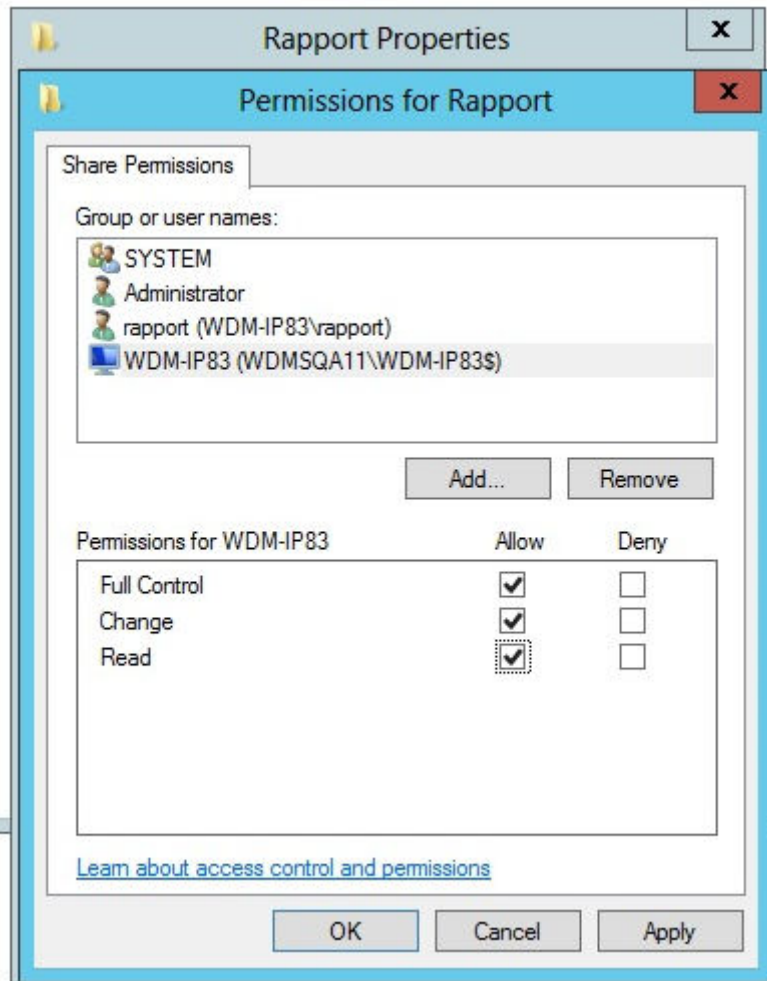 Rapport Properties
x
Permissions for Rapport
x
Share Permissions
Group or user names:
SYSTEM
Administrator
rapport (WDM-IP83\rapport)
WDM-IP83 (WDMSQA11\WDM-IP83$)
Add...
Remove
Permissions for WDM-IP83 Allow Deny
Full Control
Change
Read
Learn about access control and permissions
OK Cancel Apply